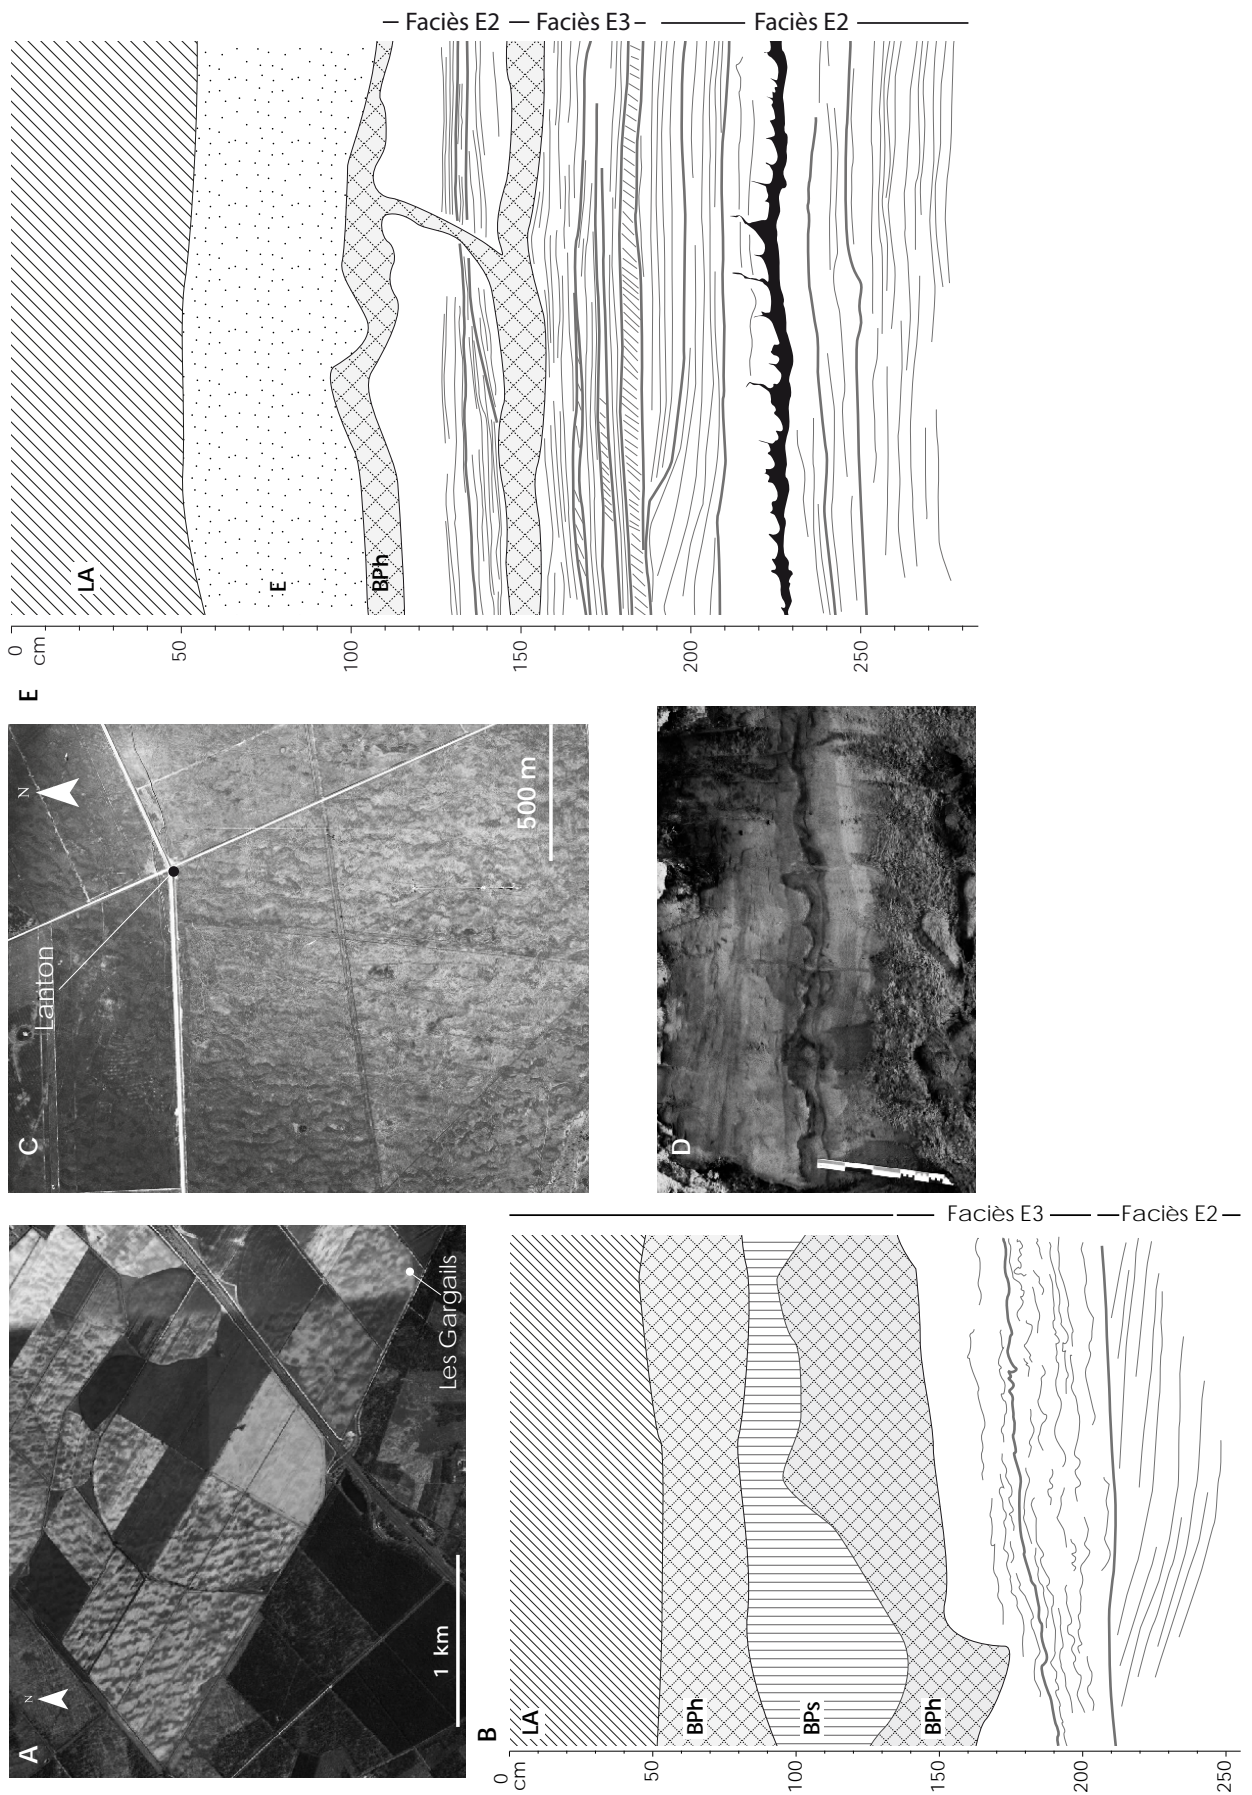 Faciès E2
Faciès E3
Faciès E2
LA
E
BPh
0
cm
50
100
150
200
250
E
C
N
Lanton
500 m
D
A
N
Les Gargails
1 km
B
Faciès E3
Faciès E2
LA
BPh
BPs
BPh
0
cm
50
100
150
200
250